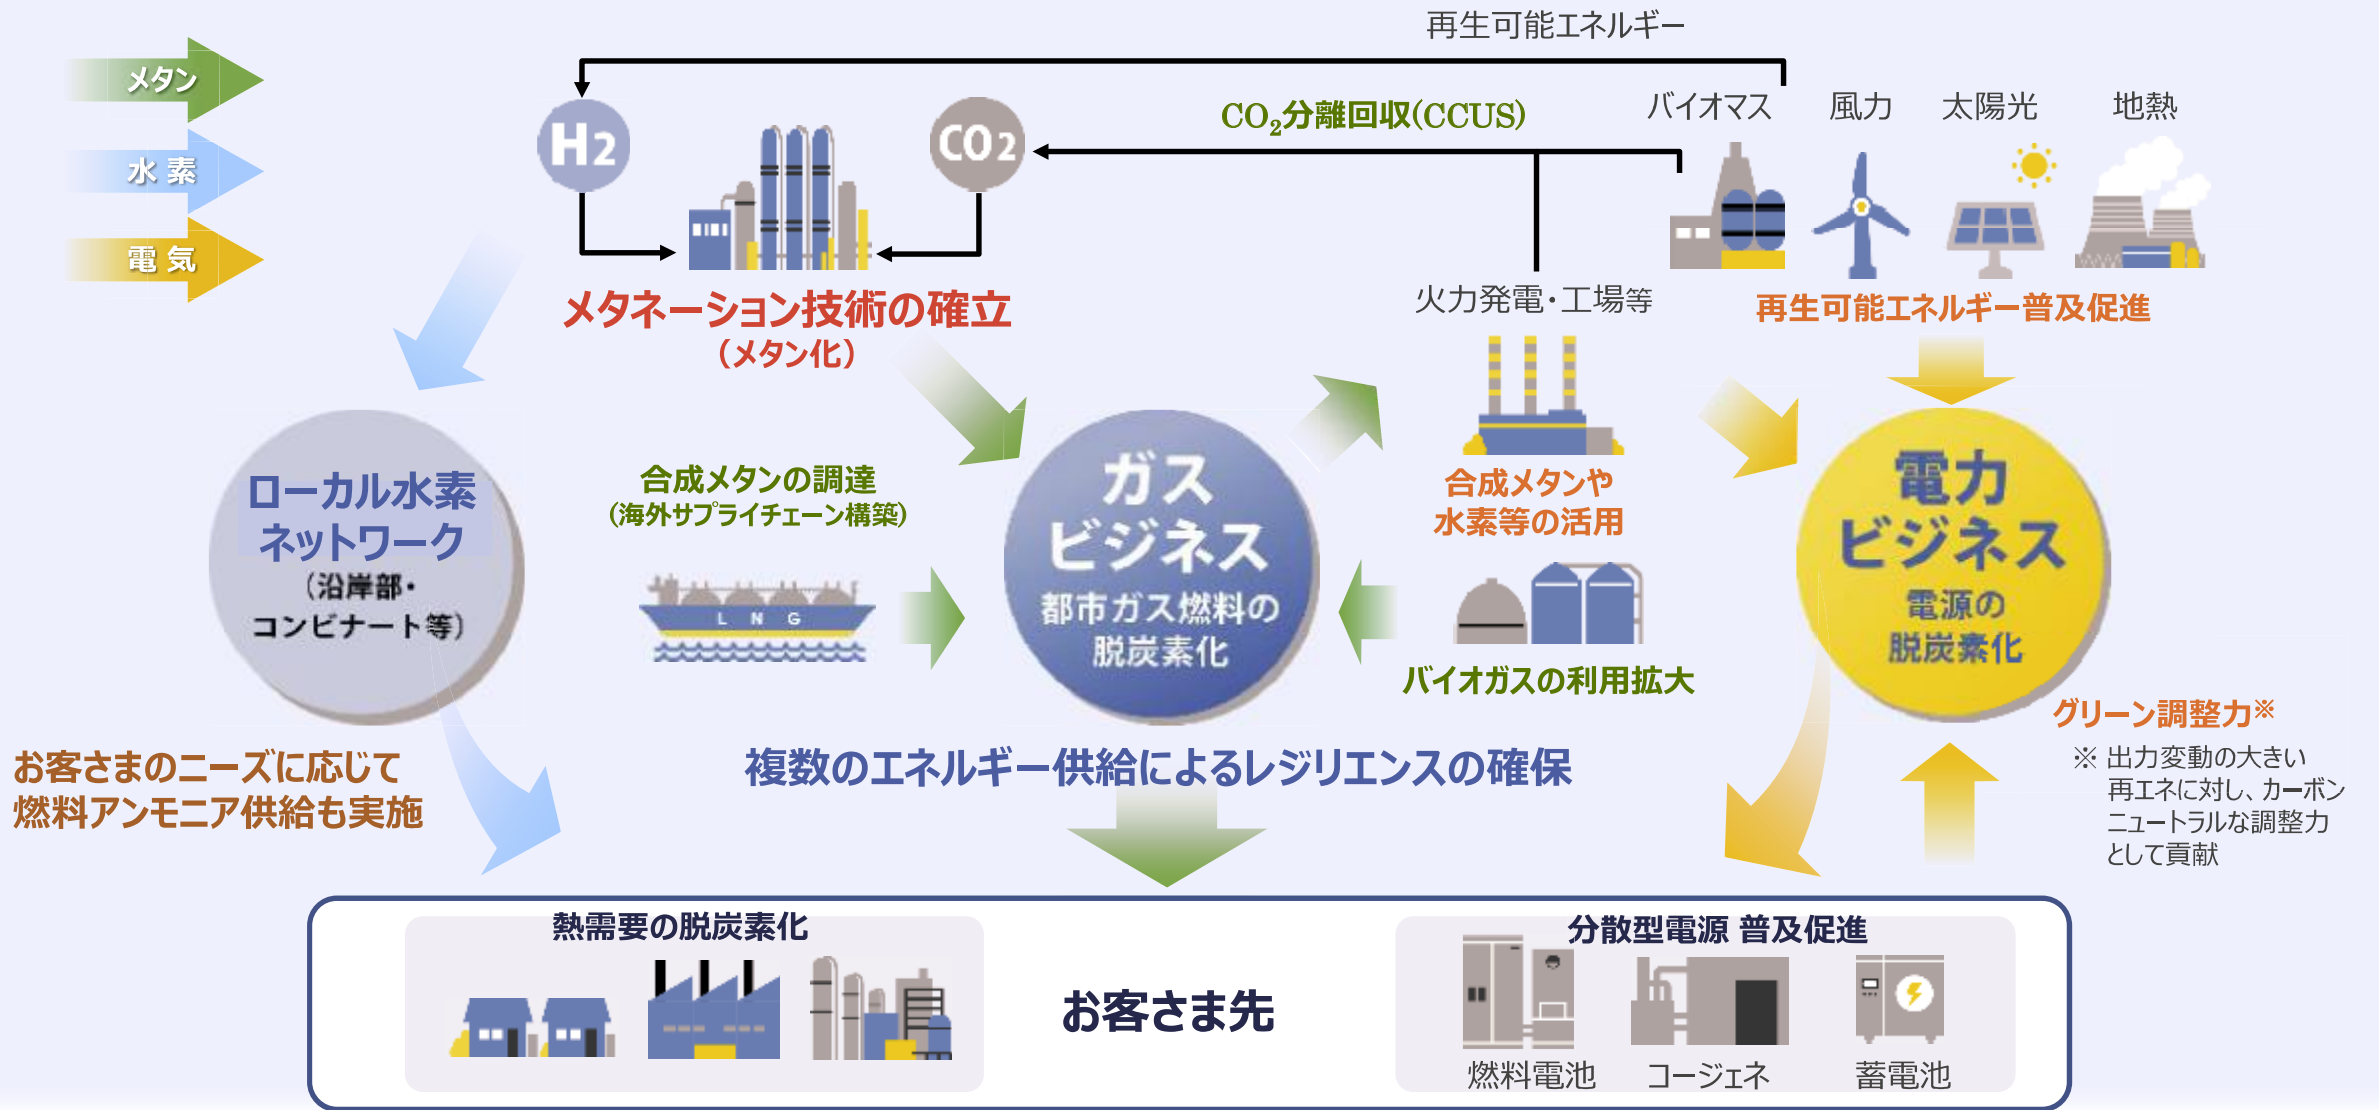 メタン
水 素
電 気
再生可能エネルギー
H2
CO2
CO₂分離回収(CCUS)
バイオマス
風力
太陽光
地熱
メタネーション技術の確立
（メタン化）
火力発電・工場等
再生可能エネルギー普及促進
ローカル水素
ネットワーク
（沿岸部・
コンビナート等）
合成メタンの調達
（海外サプライチェーン構築）
L N G
ガス
ビジネス
都市ガス燃料の
脱炭素化
合成メタンや
水素等の活用
バイオガスの利用拡大
電力
ビジネス
電源の
脱炭素化
グリーン調整力※
※ 出力変動の大きい
再エネに対し、カーボン
ニュートラルな調整力
として貢献
お客さまのニーズに応じて
燃料アンモニア供給も実施
複数のエネルギー供給によるレジリエンスの確保
熱需要の脱炭素化
お客さま先
分散型電源 普及促進
燃料電池
コージェネ
蓄電池